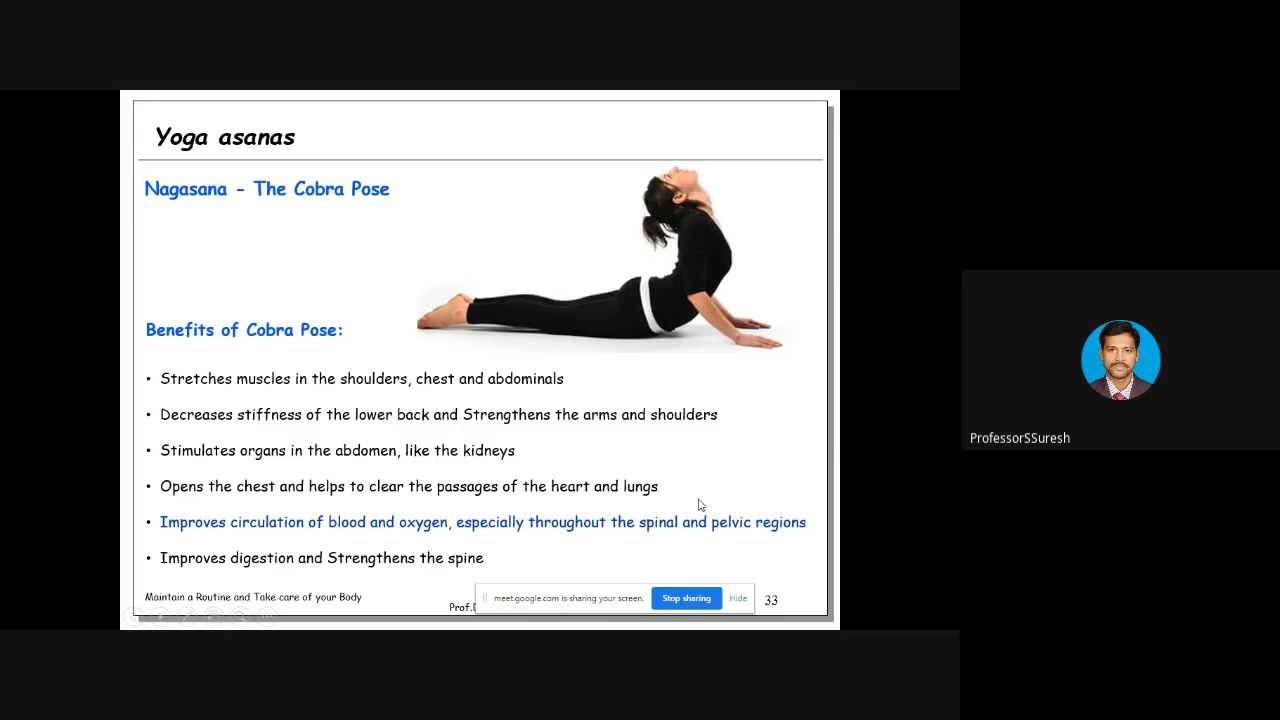 Yoga asanas
Nagasana - The Cobra Pose
Benefits of Cobra Pose:
• Stretches muscles in the shoulders, chest and abdominals
• Decreases stiffness of the lower back and Strengthens the arms and shoulders
• Stimulates organs in the abdomen, like the kidneys
• Opens the chest and helps to clear the passages of the heart and lungs
• Improves circulation of blood and oxygen, especially throughout the spinal and pelvic regions
• Improves digestion and Strengthens the spine
Maintain a Routine and Take care of your Body
Prof.D
meet.google.com is sharing your screen.
Stop sharing
Hide
33
ProfessorSSuresh